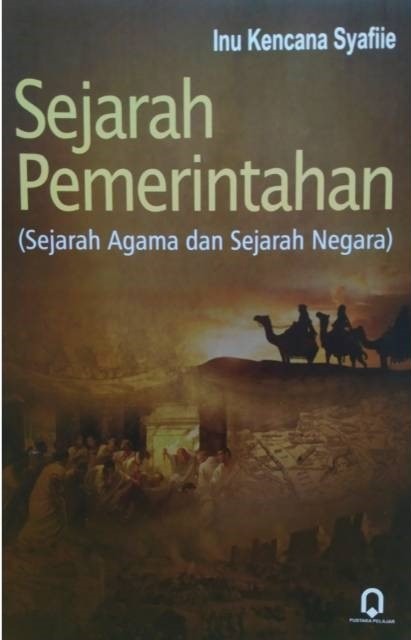 Inu Kencana Syafiie
Sejarah
Pemerintahan
(Sejarah Agama dan Sejarah Negara)
PUSTAKA PELAJAR